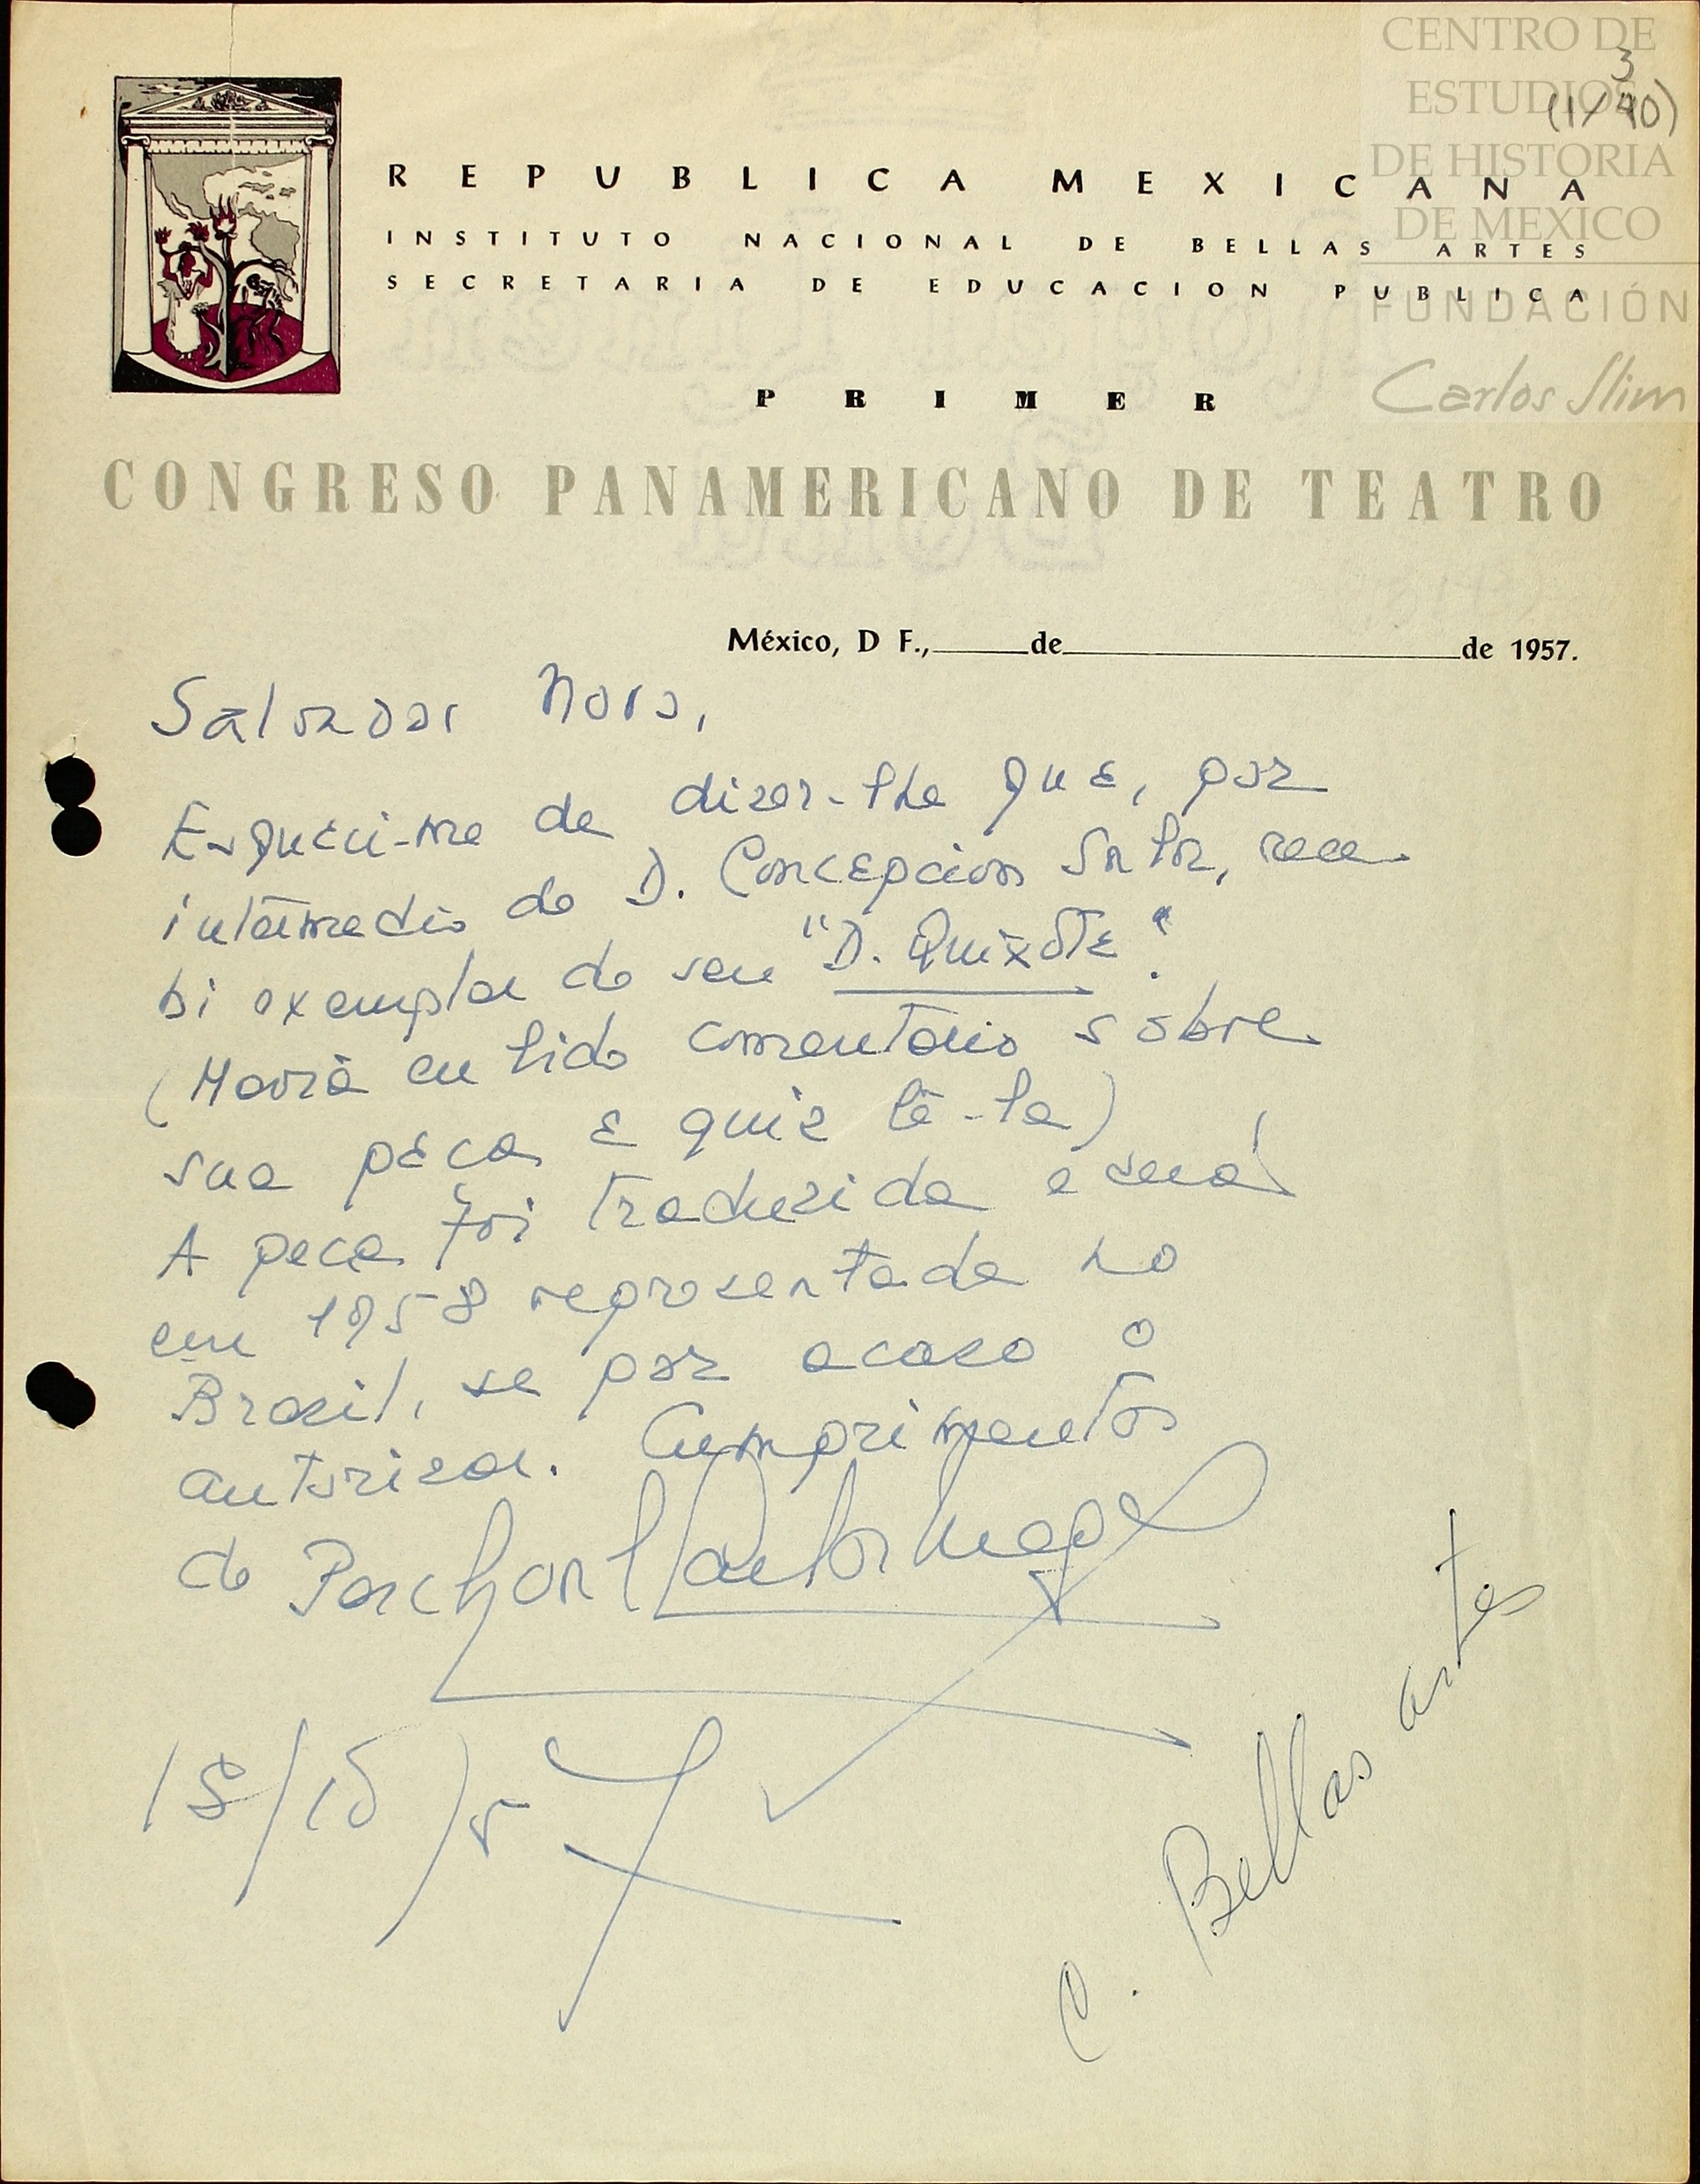 CENTRO DE
ESTUDIOS
DE HISTORIA
DE MEXICO
FUNDACIÓN
Carlos Slim
3
(1/40)
REPUBLICA MEXICANA
INSTITUTO NACIONAL DE BELLAS ARTES
SECRETARIA DE EDUCACION PUBLICA
PRIMER
CONGRESO PANAMERICANO DE TEATRO
México, D F., de de 1957.
Salvador Novo,
Esqueci-me de dizer-lhe que, por
intermedio de D. Concepcion Sada, rece
bi exemplar do seu "D. Quixote".
(Havia eu lido comentario sobre
sua peça e quiz lê-la)
A peça foi traduzida e será
em 1958 representada no
Brasil, se por acaso o
autorizar. Cumprimentos
do Paschoal Carlos Magno
18/10/57
C. Bellas artes